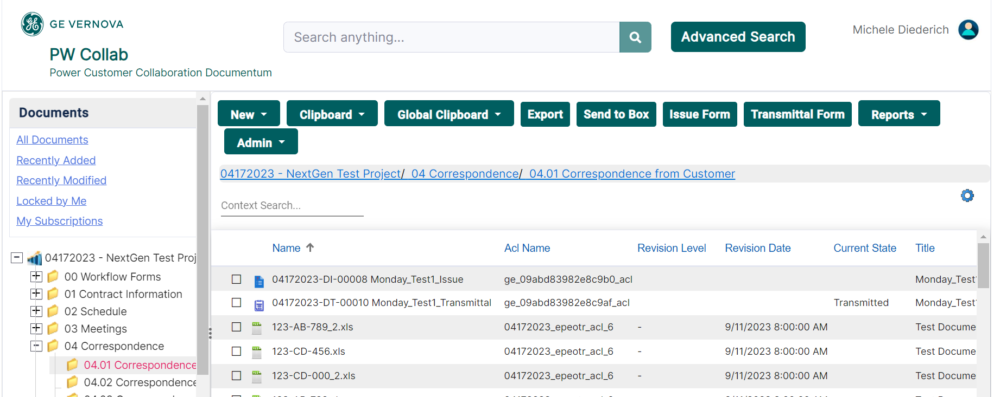 GE VERNOVA
PW Collab
Power Customer Collaboration Documentum
Search anything...
Advanced Search
Michele Diederich
Documents
All Documents
Recently Added
Recently Modified
Locked by Me
My Subscriptions
04172023 - NextGen Test Proj
00 Workflow Forms
01 Contract Information
02 Schedule
03 Meetings
04 Correspondence
04.01 Correspondence
04.02 Correspondence
New
Clipboard
Global Clipboard
Export
Send to Box
Issue Form
Transmittal Form
Reports
Admin
04172023 - NextGen Test Project/ 04 Correspondence/ 04.01 Correspondence from Customer
Context Search...
Name Acl Name Revision Level Revision Date Current State Title
04172023-DI-00008 Monday_Test1_Issue ge_09abd83982e8c9b0_acl Monday_Test1
04172023-DT-00010 Monday_Test1_Transmittal ge_09abd83982e8c9af_acl Transmitted Monday_Test1
123-AB-789_2.xls 04172023_epeotr_acl_6 - 9/11/2023 8:00:00 AM Test Docume
123-CD-456.xls 04172023_epeotr_acl_6 - 9/11/2023 8:00:00 AM Test Docume
123-CD-000_2.xls 04172023_epeotr_acl_6 - 9/11/2023 8:00:00 AM Test Docume